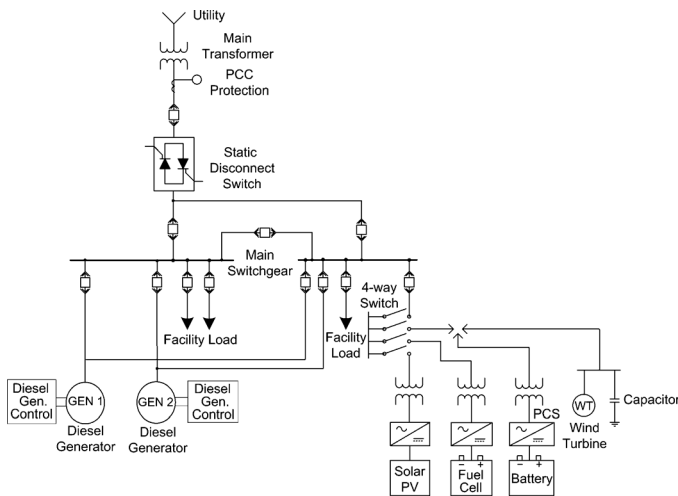 Utility
Main
Transformer
PCC
Protection
Static
Disconnect
Switch
Main
Switchgear
4-way
Switch
Facility Load
Facility
Load
Diesel
Gen.
Control
GEN 1
Diesel
Generator
GEN 2
Diesel
Gen.
Control
Diesel
Generator
PCS
WT
Wind
Turbine
Capacitor
Solar
PV
- +
Fuel
Cell
- +
Battery